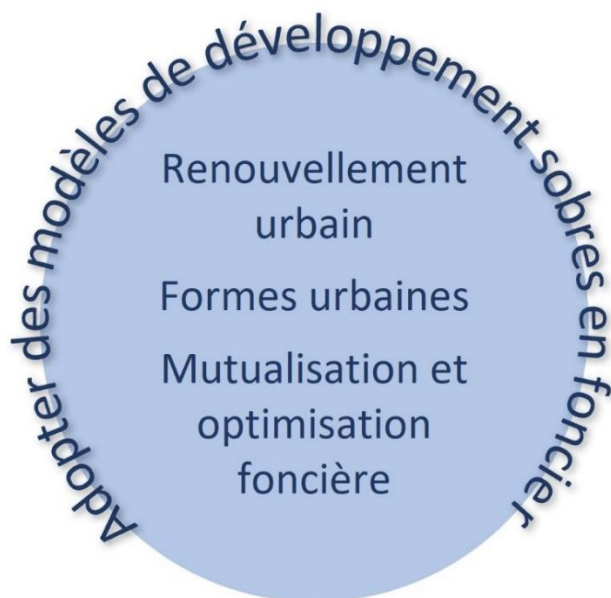 Adopter des modèles de développement sobres en foncier
Renouvellement
urbain
Formes urbaines
Mutualisation et
optimisation
foncière